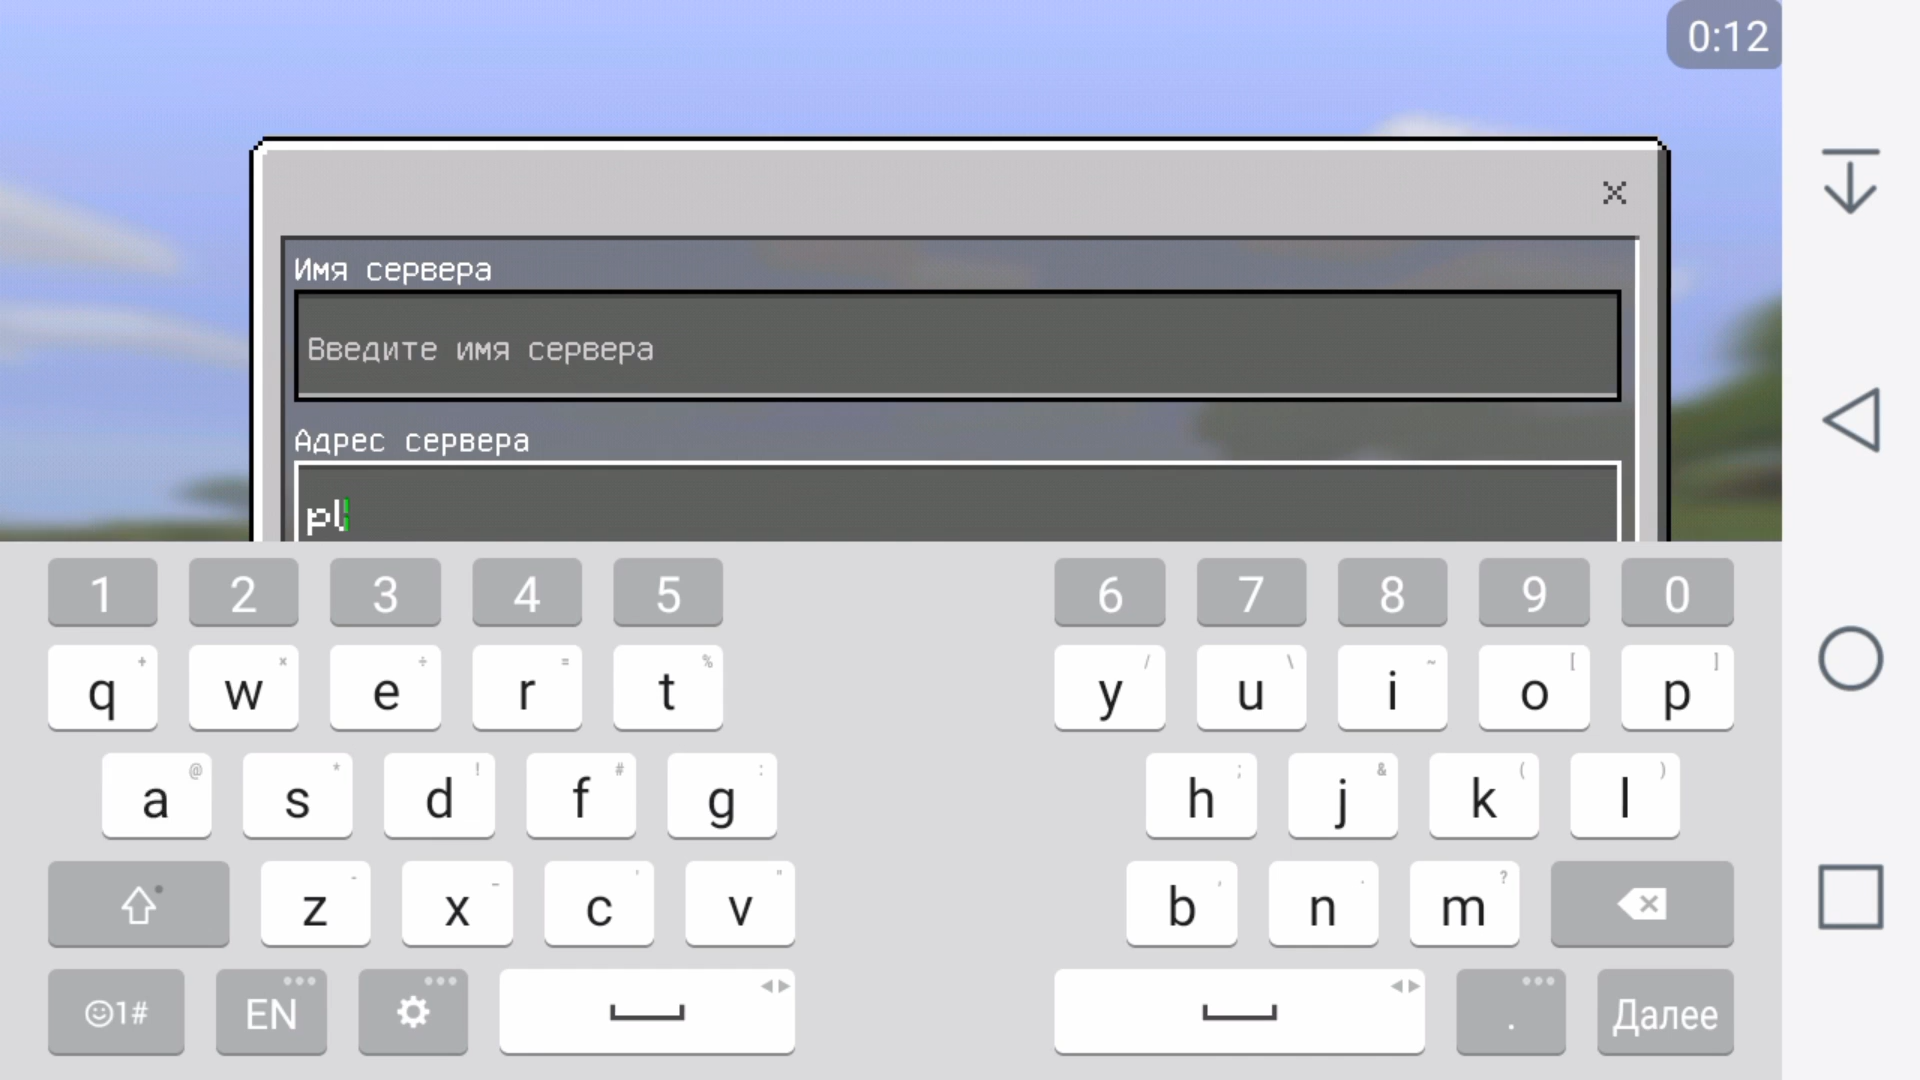 0:12
Имя сервера
Введите имя сервера
Адрес сервера
pl
1 2 3 4 5 6 7 8 9 0
q + w × e ÷ r = t % y / u \ i ~ o [ p ]
a @ s * d ! f # g : h ; j & k ( l )
z - x _ c ' v " b , n . m ?
☺1# EN . Далее